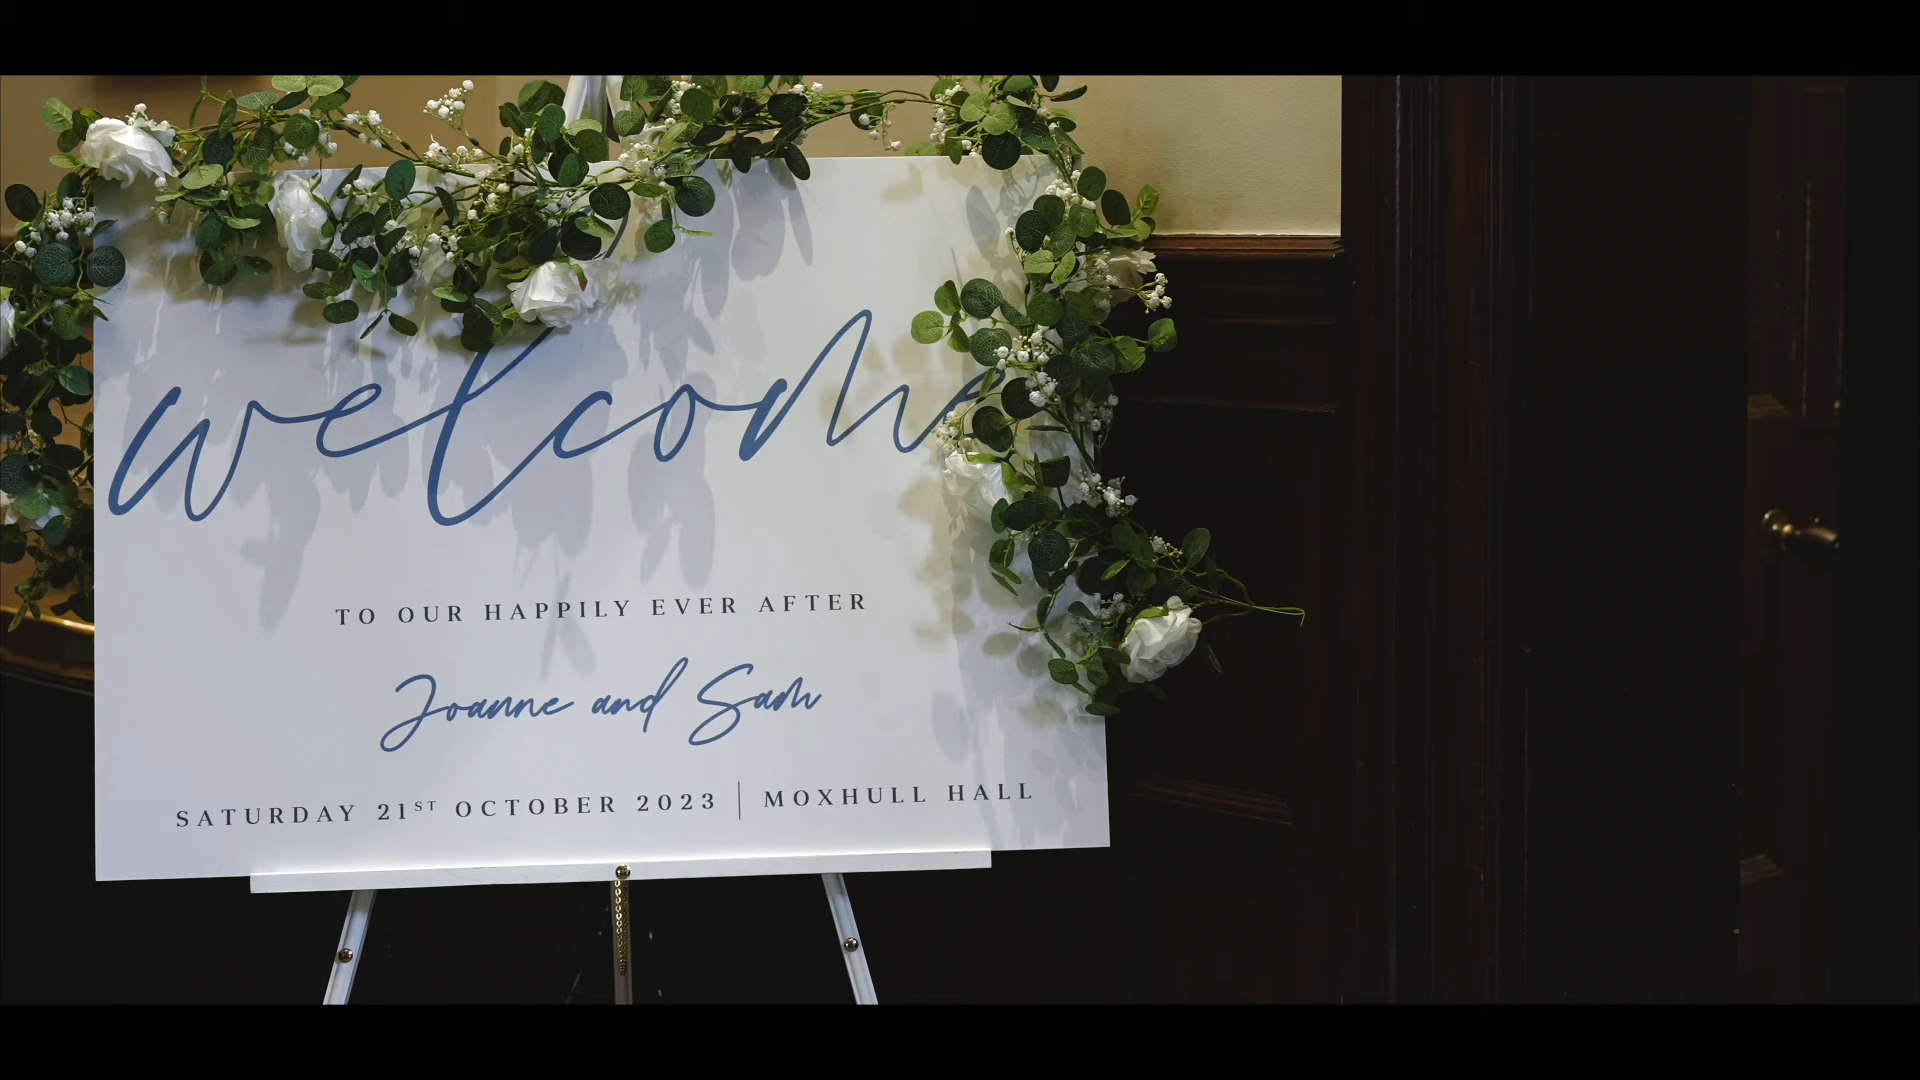 welcome
TO OUR HAPPILY EVER AFTER
Joanne and Sam
SATURDAY 21ST OCTOBER 2023 | MOXHULL HALL